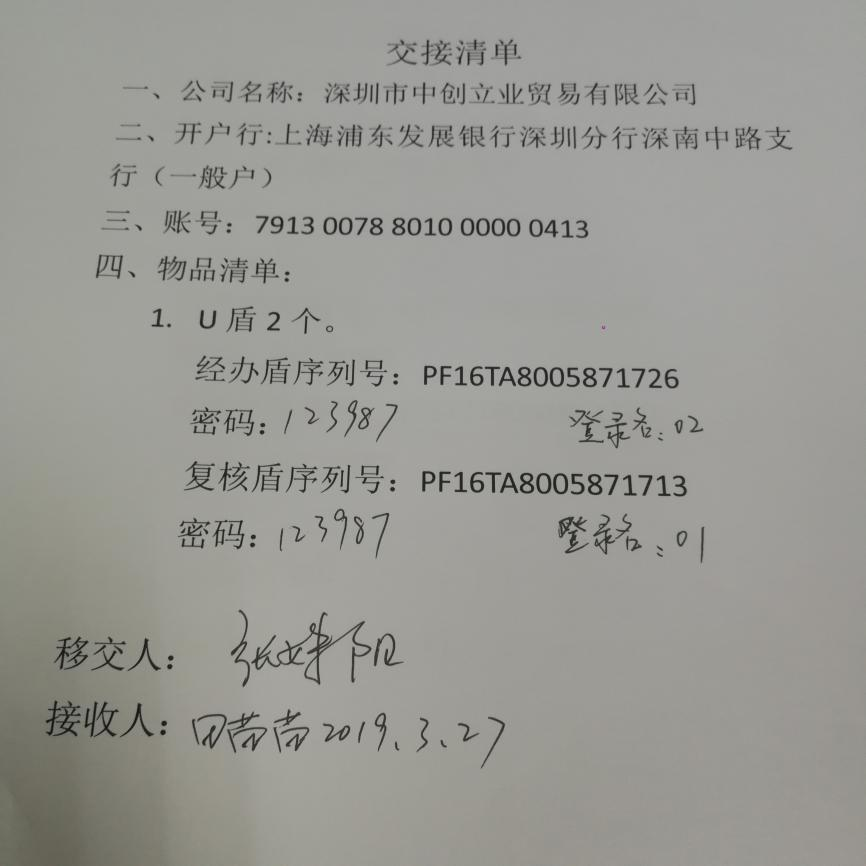 交接清单
一、公司名称：深圳市中创立业贸易有限公司
二、开户行:上海浦东发展银行深圳分行深南中路支
行（一般户）
三、账号：7913 0078 8010 0000 0413
四、物品清单：
1. U盾2个。
经办盾序列号：PF16TA8005871726
密码：123987 登录名：02
复核盾序列号：PF16TA8005871713
密码：123987 登录名：01
移交人：张姝阳
接收人：田苗苗 2019.3.27